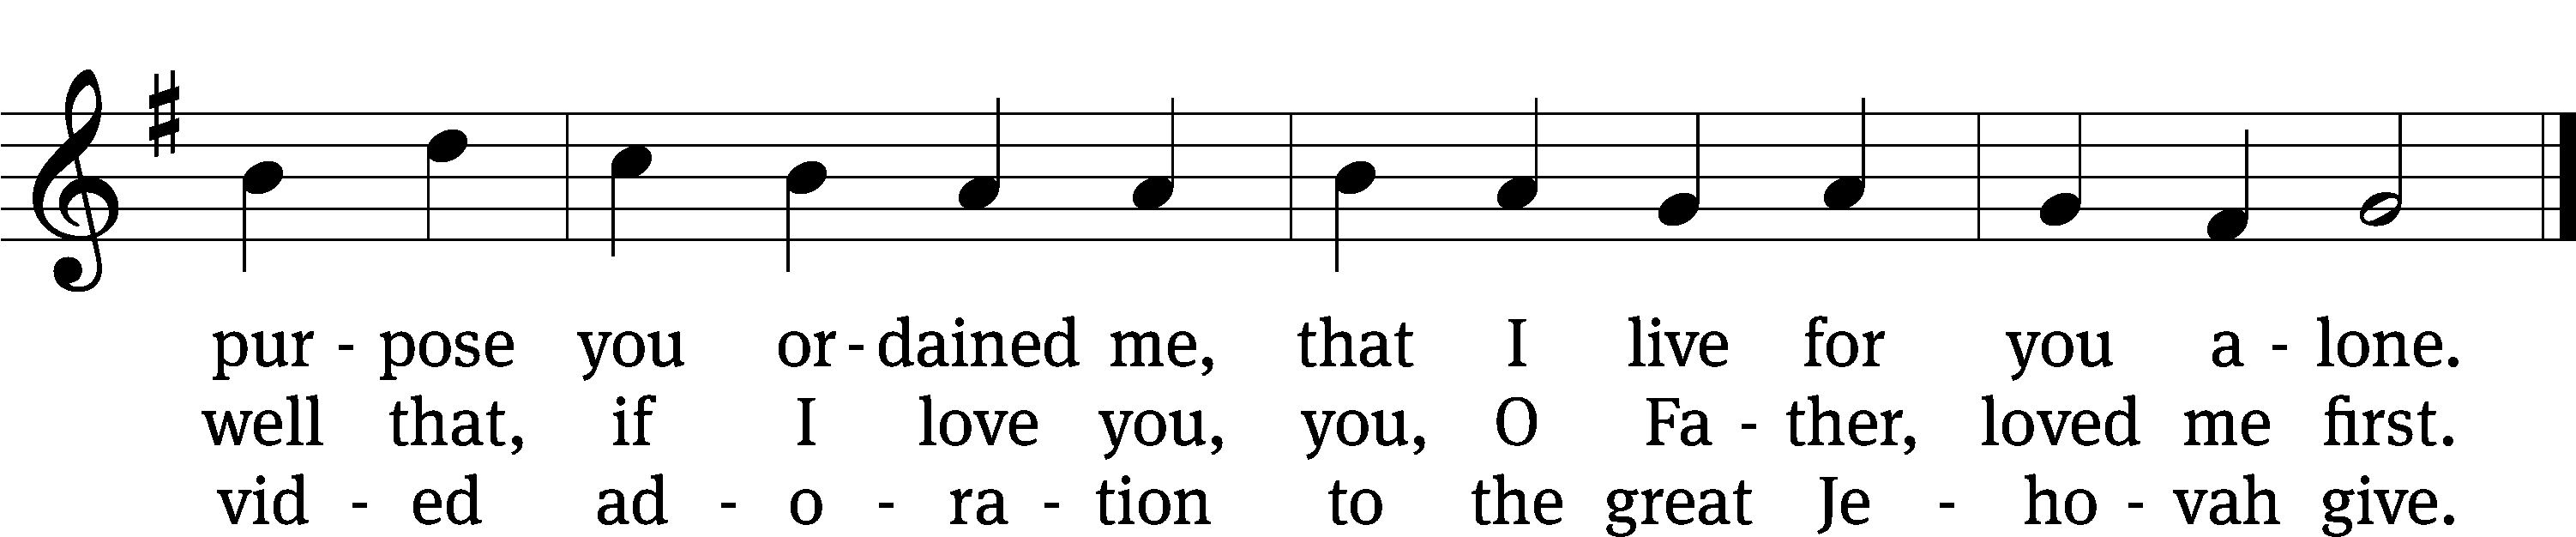 pur - pose you or - dained me, that I live for you a - lone.
well that, if I love you, you, O Fa - ther, loved me first.
vid - ed ad - o - ra - tion to the great Je - ho - vah give.